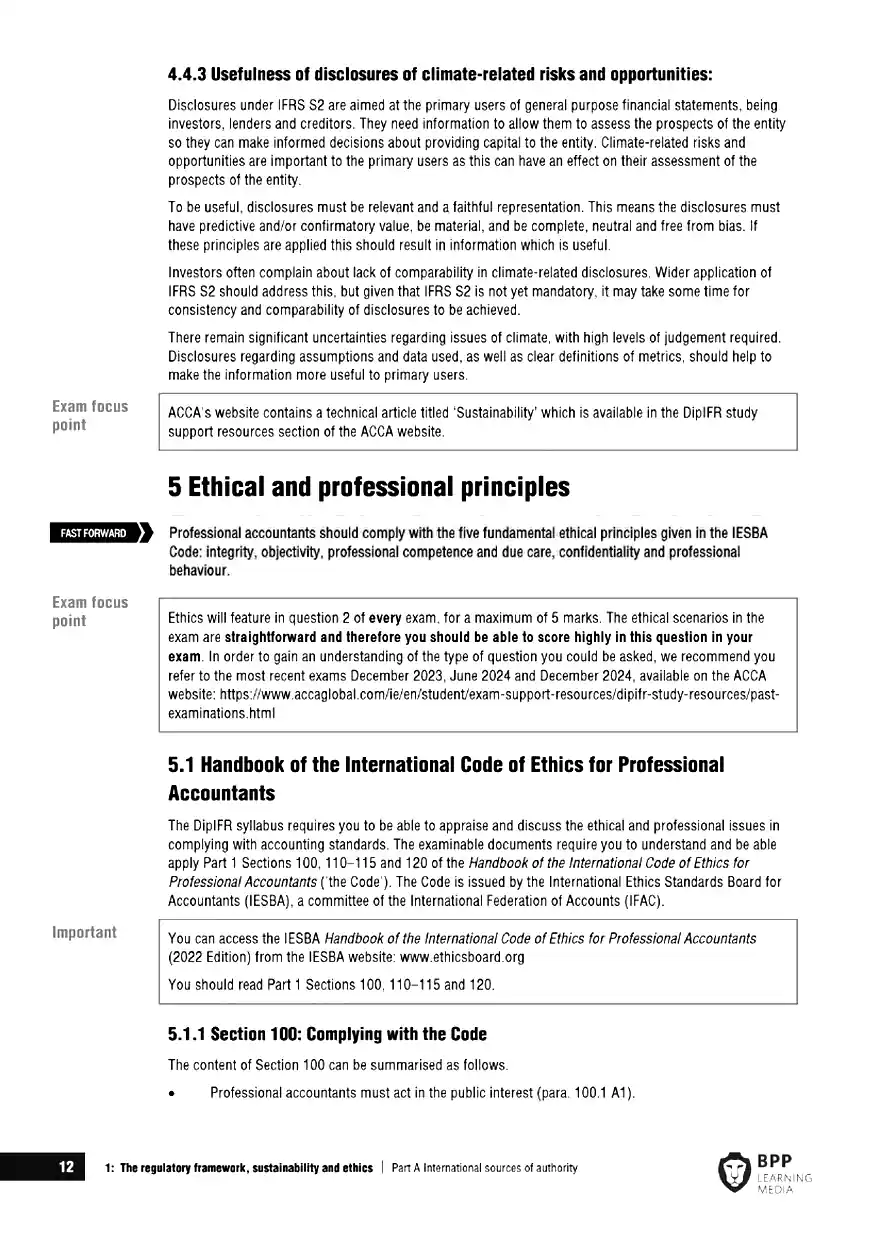 4.4.3 Usefulness of disclosures of climate-related risks and opportunities:
Disclosures under IFRS S2 are aimed at the primary users of general purpose financial statements, being
investors, lenders and creditors. They need information to allow them to assess the prospects of the entity
so they can make informed decisions about providing capital to the entity. Climate-related risks and
opportunities are important to the primary users as this can have an effect on their assessment of the
prospects of the entity.
To be useful, disclosures must be relevant and a faithful representation. This means the disclosures must
have predictive and/or confirmatory value, be material, and be complete, neutral and free from bias. If
these principles are applied this should result in information which is useful.
Investors often complain about lack of comparability in climate-related disclosures. Wider application of
IFRS S2 should address this, but given that IFRS S2 is not yet mandatory, it may take some time for
consistency and comparability of disclosures to be achieved.
There remain significant uncertainties regarding issues of climate, with high levels of judgement required.
Disclosures regarding assumptions and data used, as well as clear definitions of metrics, should help to
make the information more useful to primary users.
Exam focus
point
ACCA's website contains a technical article titled 'Sustainability' which is available in the DipIFR study
support resources section of the ACCA website.
5 Ethical and professional principles
FAST FORWARD
Professional accountants should comply with the five fundamental ethical principles given in the IESBA
Code: integrity, objectivity, professional competence and due care, confidentiality and professional
behaviour.
Exam focus
point
Ethics will feature in question 2 of every exam, for a maximum of 5 marks. The ethical scenarios in the
exam are straightforward and therefore you should be able to score highly in this question in your
exam. In order to gain an understanding of the type of question you could be asked, we recommend you
refer to the most recent exams December 2023, June 2024 and December 2024, available on the ACCA
website: https://www.accaglobal.com/ie/en/student/exam-support-resources/dipifr-study-resources/past-
examinations.html
5.1 Handbook of the International Code of Ethics for Professional
Accountants
The DipIFR syllabus requires you to be able to appraise and discuss the ethical and professional issues in
complying with accounting standards. The examinable documents require you to understand and be able
apply Part 1 Sections 100, 110–115 and 120 of the Handbook of the International Code of Ethics for
Professional Accountants ('the Code'). The Code is issued by the International Ethics Standards Board for
Accountants (IESBA), a committee of the International Federation of Accounts (IFAC).
Important
You can access the IESBA Handbook of the International Code of Ethics for Professional Accountants
(2022 Edition) from the IESBA website: www.ethicsboard.org
You should read Part 1 Sections 100, 110–115 and 120.
5.1.1 Section 100: Complying with the Code
The content of Section 100 can be summarised as follows.
• Professional accountants must act in the public interest (para. 100.1 A1).
12 1: The regulatory framework, sustainability and ethics | Part A International sources of authority
BPP
LEARNING
MEDIA